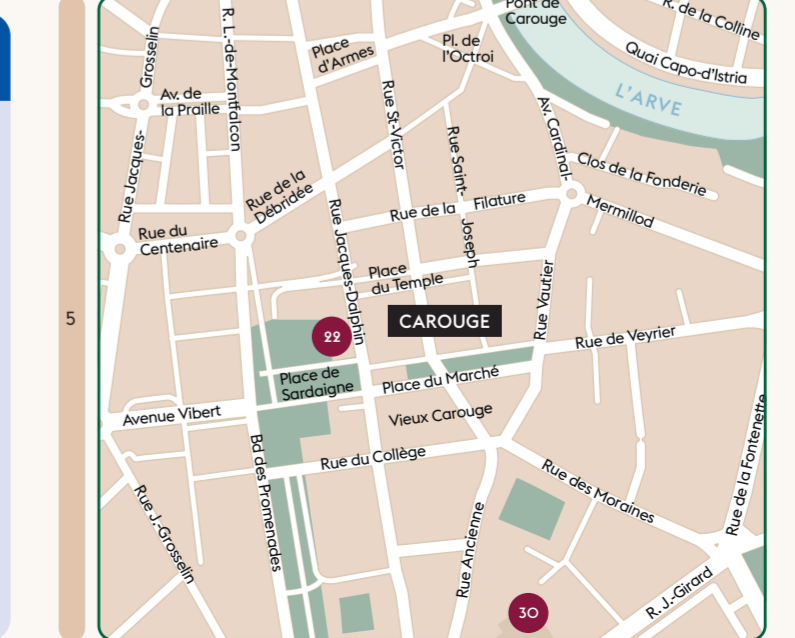 Pont de
Carouge
R. de la Colline
Grosselin
R. L.-de-Montfalcon
Place
d'Armes
Pl. de
l'Octroi
Quai Capo-d'Istria
L'ARVE
Av. de
la Praille
Rue St-Victor
Av. Cardinal-
Rue Jacques-
Rue Saint-
Joseph
Clos de la Fonderie
Rue de la
Débridée
Rue de la Filature
Mermillod
Rue du
Centenaire
Rue Jacques-Dalphin
Place
du Temple
Rue Vautier
5
CAROUGE
22
Rue de Veyrier
Place de
Sardaigne
Place du Marché
Avenue Vibert
Vieux Carouge
Rue de la Fontenette
Bd des Promenades
Rue du Collège
Rue des Moraines
Rue J.-Grosselin
Rue Ancienne
R. J.-Girard
30